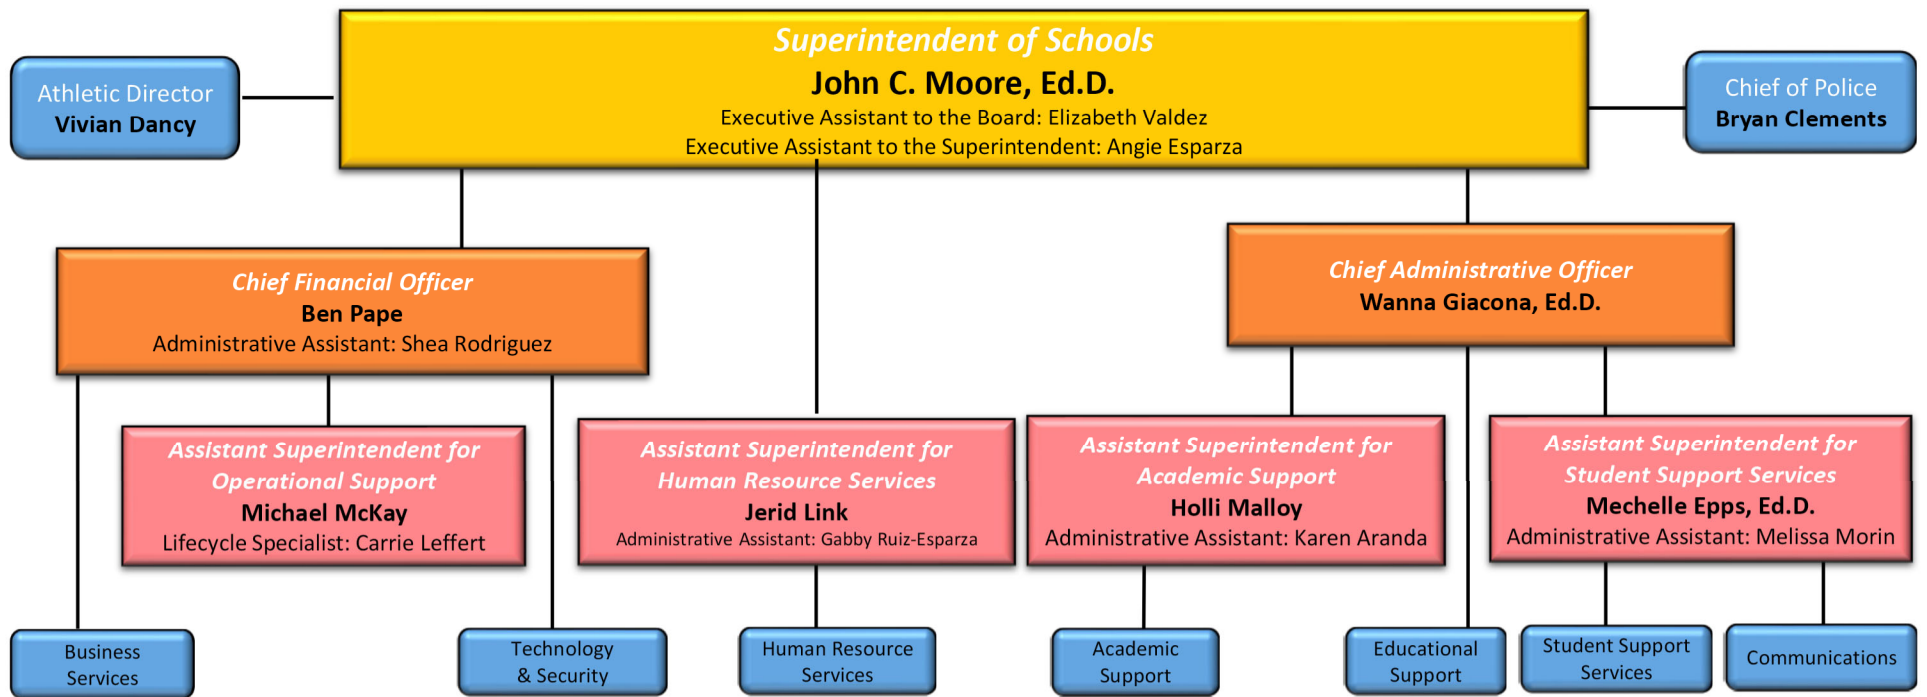 Superintendent of Schools
John C. Moore, Ed.D.
Executive Assistant to the Board: Elizabeth Valdez
Executive Assistant to the Superintendent: Angie Esparza
Athletic Director
Vivian Dancy
Chief of Police
Bryan Clements
Chief Financial Officer
Ben Pape
Administrative Assistant: Shea Rodriguez
Chief Administrative Officer
Wanna Giacona, Ed.D.
Assistant Superintendent for
Operational Support
Michael McKay
Lifecycle Specialist: Carrie Leffert
Assistant Superintendent for
Human Resource Services
Jerid Link
Administrative Assistant: Gabby Ruiz-Esparza
Assistant Superintendent for
Academic Support
Holli Malloy
Administrative Assistant: Karen Aranda
Assistant Superintendent for
Student Support Services
Mechelle Epps, Ed.D.
Administrative Assistant: Melissa Morin
Business
Services
Technology
& Security
Human Resource
Services
Academic
Support
Educational
Support
Student Support
Services
Communications